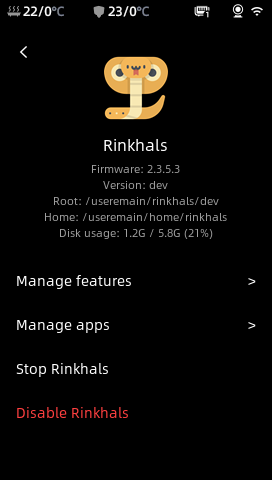 22/0°C 23/0°C 1
Rinkhals
Firmware: 2.3.5.3
Version: dev
Root: /useremain/rinkhals/dev
Home: /useremain/home/rinkhals
Disk usage: 1.2G / 5.8G (21%)
Manage features >
Manage apps >
Stop Rinkhals
Disable Rinkhals